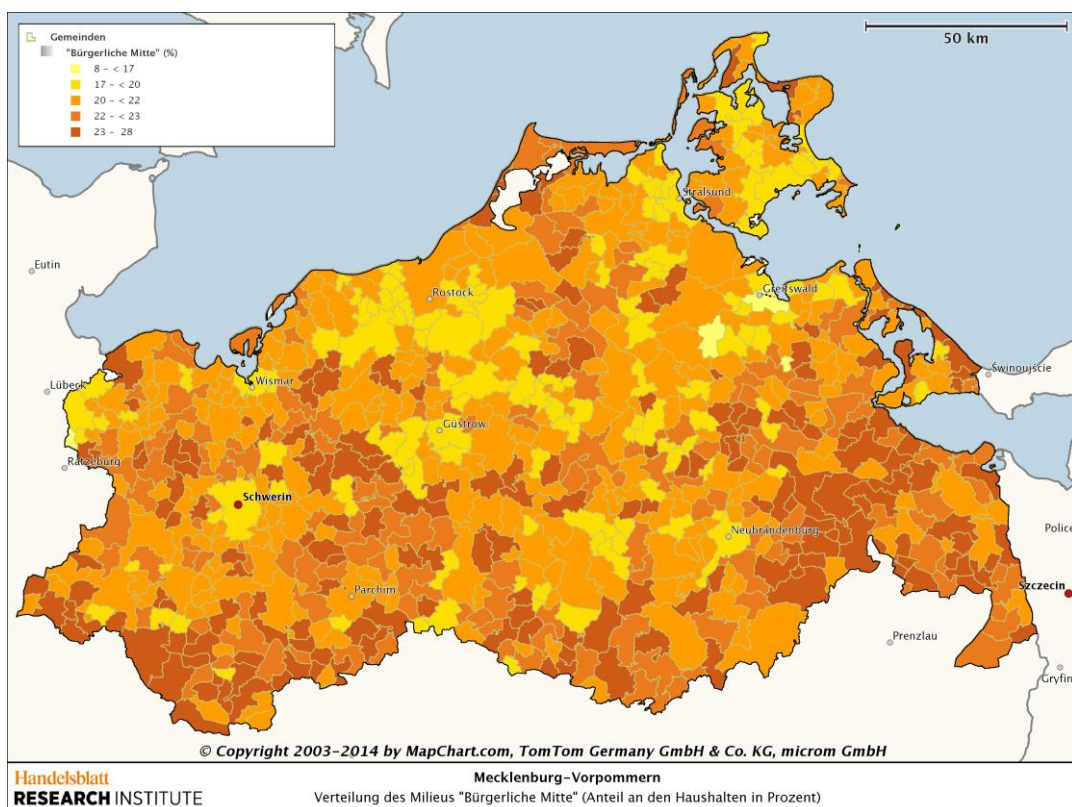 Gemeinden
"Bürgerliche Mitte" (%)
8 - < 17
17 - < 20
20 - < 22
22 - < 23
23 - 28
50 km
Stralsund
Eutin
Rostock
Greifswald
Świnoujście
Lübeck
Wismar
Güstrow
Ratzeburg
Schwerin
Neubrandenburg
Police
Parchim
Szczecin
Prenzlau
Gryfin
© Copyright 2003-2014 by MapChart.com, TomTom Germany GmbH & Co. KG, microm GmbH
Handelsblatt
RESEARCH INSTITUTE
Mecklenburg-Vorpommern
Verteilung des Milieus "Bürgerliche Mitte" (Anteil an den Haushalten in Prozent)